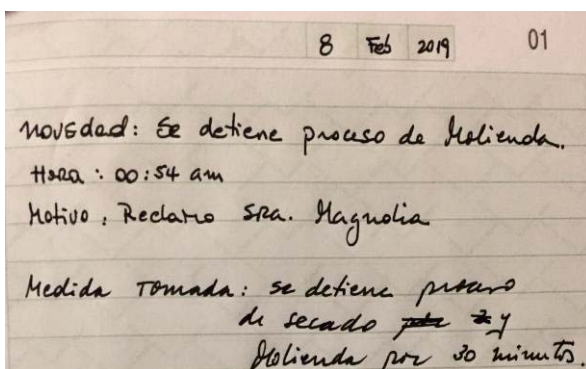 8 Feb 2019 01
Novedad: Se detiene proceso de Molienda.
Hora: 00:54 am
Motivo: Reclamo Sra. Magnolia
Medida Tomada: se detiene proceso
de secado y
Molienda por 30 minutos.